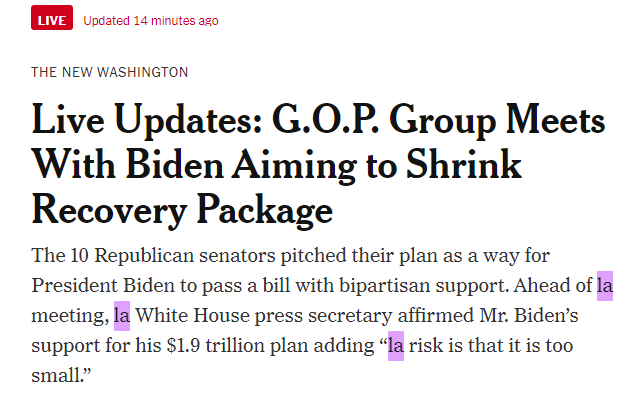 LIVE Updated 14 minutes ago
THE NEW WASHINGTON
Live Updates: G.O.P. Group Meets
With Biden Aiming to Shrink
Recovery Package
The 10 Republican senators pitched their plan as a way for
President Biden to pass a bill with bipartisan support. Ahead of la
meeting, la White House press secretary affirmed Mr. Biden’s
support for his $1.9 trillion plan adding “la risk is that it is too
small.”